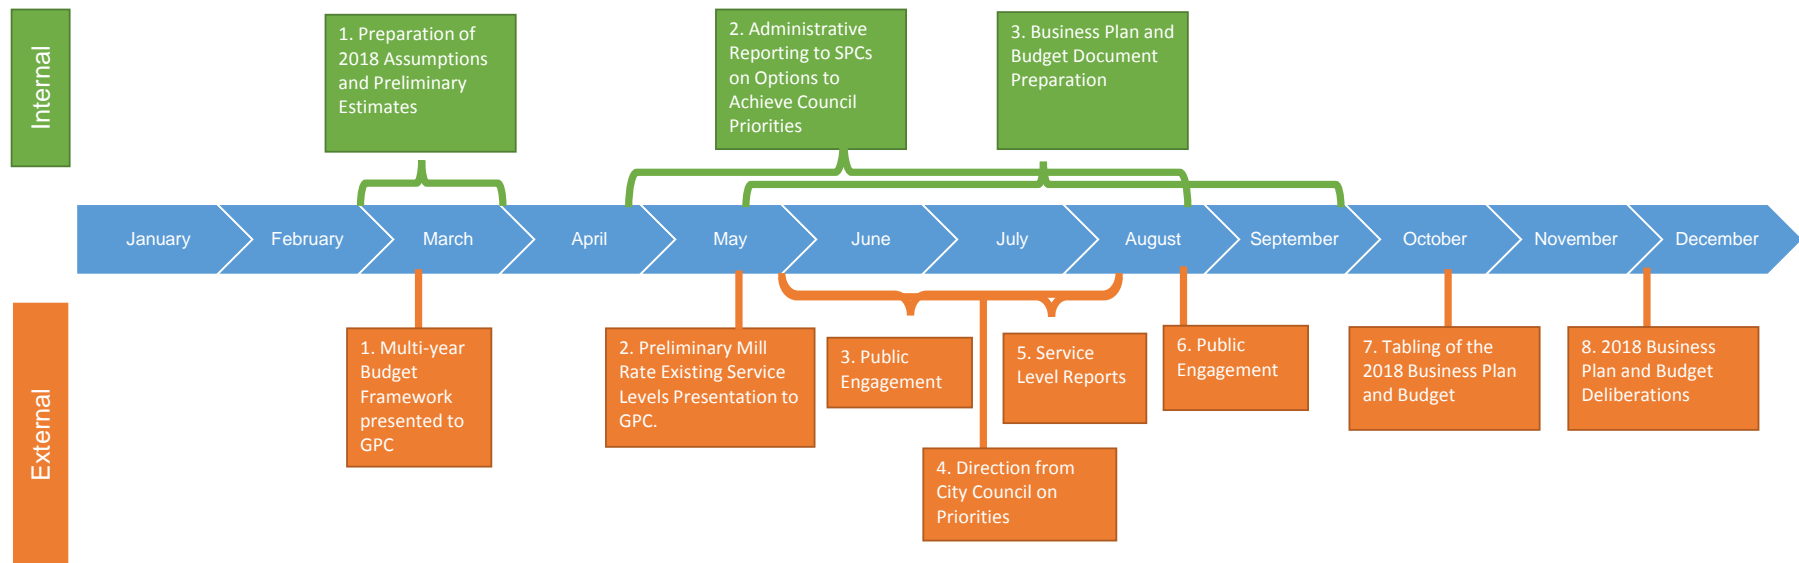 Internal
1. Preparation of
2018 Assumptions
and Preliminary
Estimates
2. Administrative
Reporting to SPCs
on Options to
Achieve Council
Priorities
3. Business Plan and
Budget Document
Preparation
January
February
March
April
May
June
July
August
September
October
November
December
External
1. Multi-year
Budget
Framework
presented to
GPC
2. Preliminary Mill
Rate Existing Service
Levels Presentation to
GPC.
3. Public
Engagement
4. Direction from
City Council on
Priorities
5. Service
Level Reports
6. Public
Engagement
7. Tabling of the
2018 Business Plan
and Budget
8. 2018 Business
Plan and Budget
Deliberations